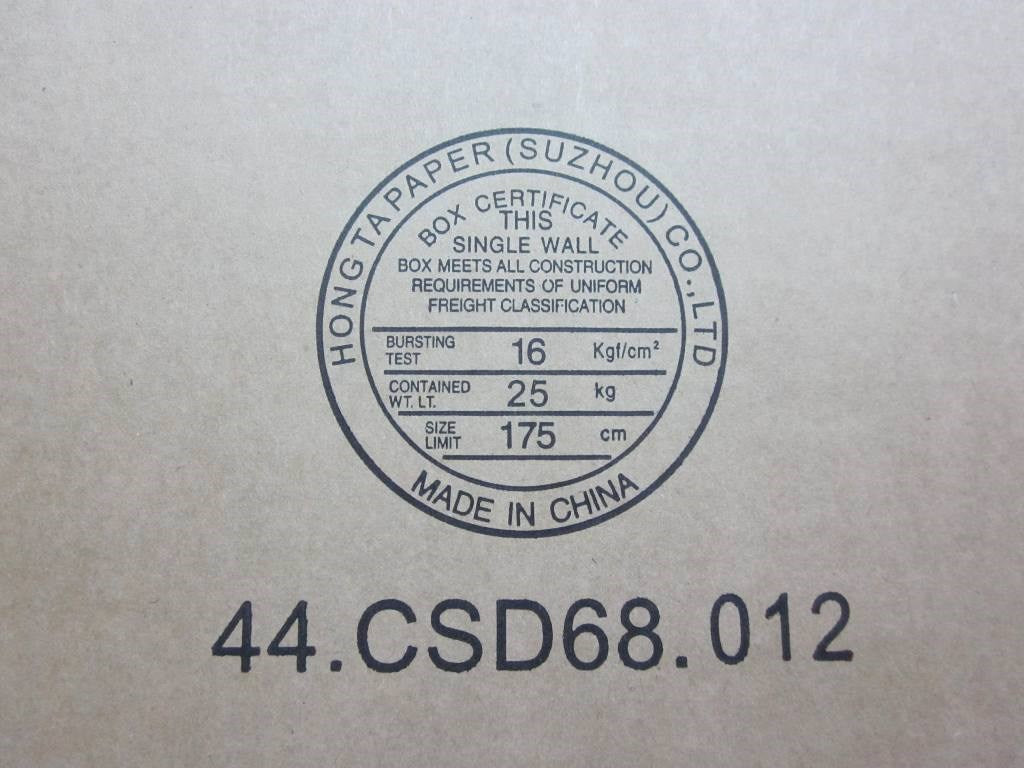 HONG TA PAPER (SUZHOU) CO.,LTD
BOX CERTIFICATE
THIS
SINGLE WALL
BOX MEETS ALL CONSTRUCTION
REQUIREMENTS OF UNIFORM
FREIGHT CLASSIFICATION
BURSTING TEST 16 Kgf/cm²
CONTAINED WT. LT. 25 kg
SIZE LIMIT 175 cm
MADE IN CHINA
44.CSD68.012